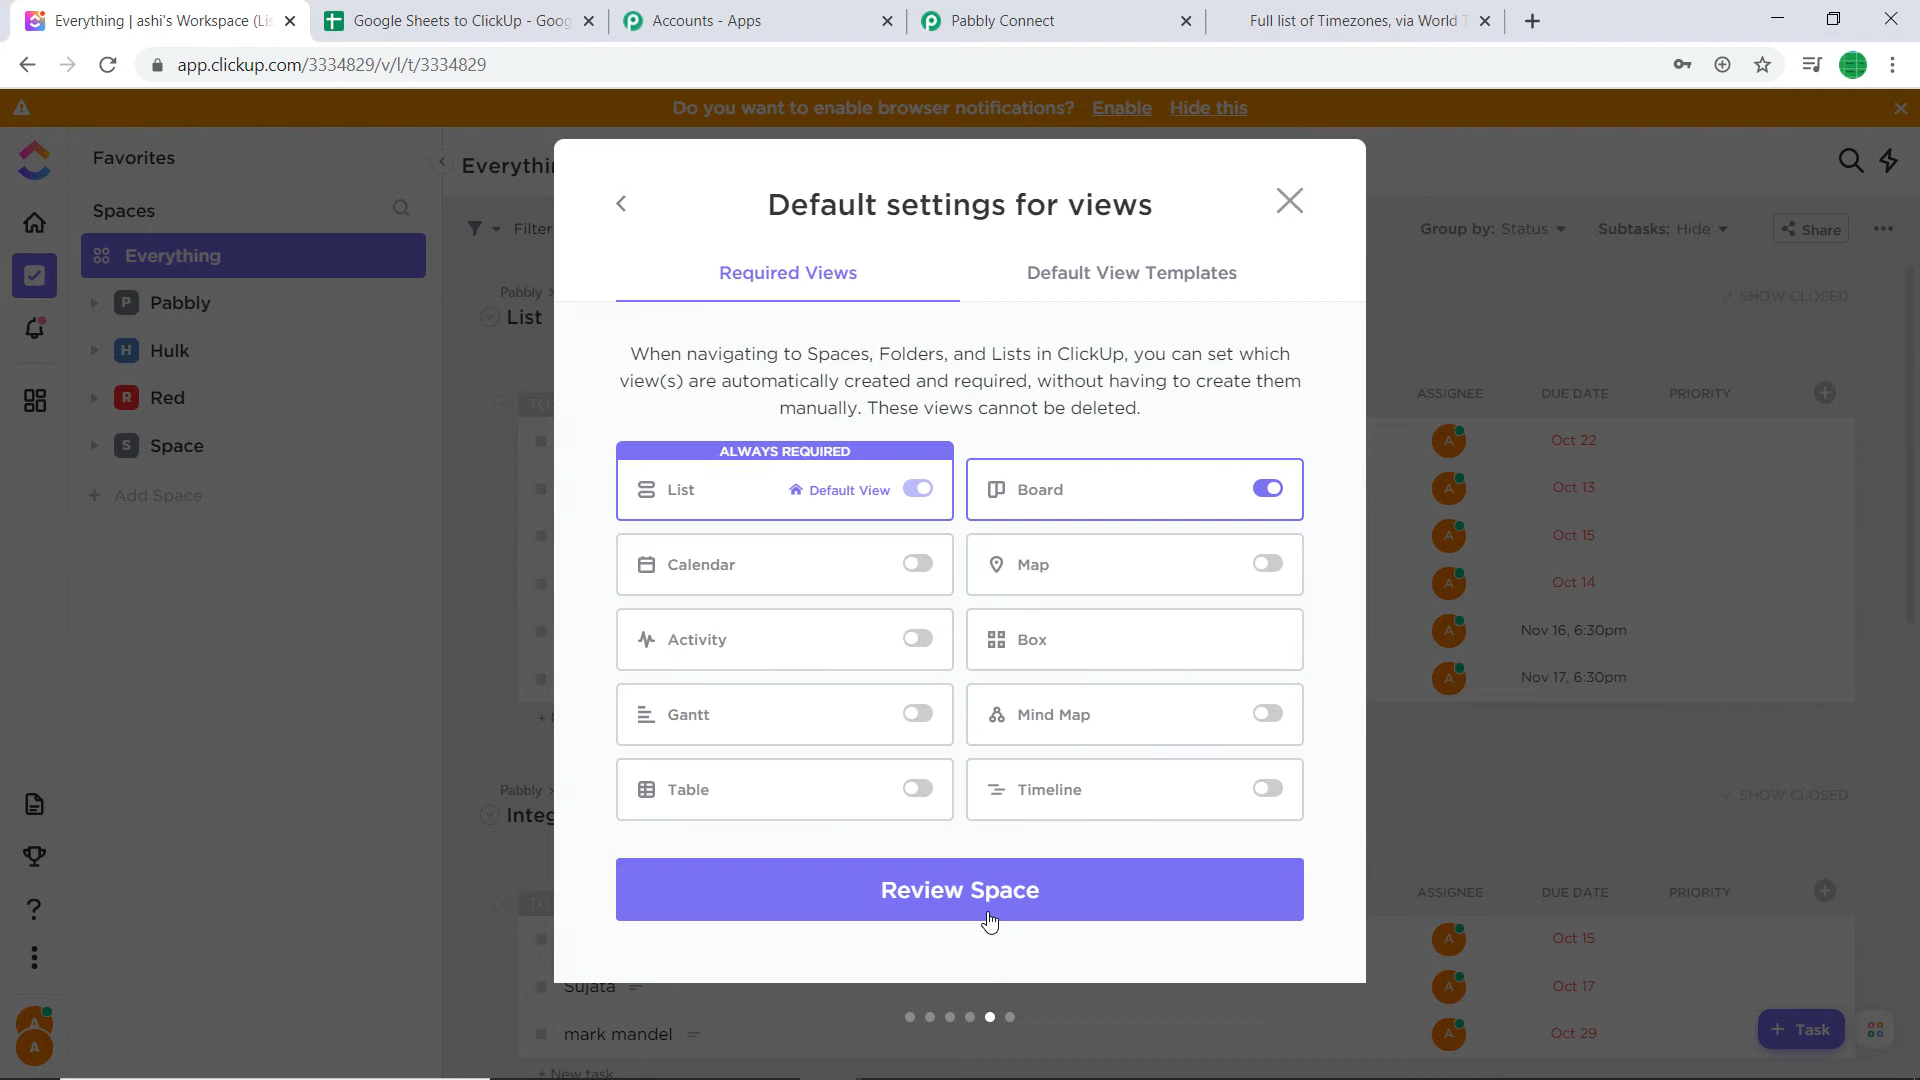 Everything | ashi's Workspace (Lis
Google Sheets to ClickUp - Goog
Accounts - Apps
Pabbly Connect
Full list of Timezones, via World T
app.clickup.com/3334829/v/l/t/3334829
Do you want to enable browser notifications? Enable Hide this
Favorites
Spaces
Everything
P Pabbly
H Hulk
R Red
S Space
+ Add Space
Everythi
Filter
Group by: Status
Subtasks: Hide
Share
Pabbly >
List
SHOW CLOSED
TO
ASSIGNEE DUE DATE PRIORITY
A Oct 22
A Oct 13
A Oct 15
A Oct 14
A Nov 16, 6:30pm
A Nov 17, 6:30pm
Default settings for views
Required Views
Default View Templates
When navigating to Spaces, Folders, and Lists in ClickUp, you can set which
view(s) are automatically created and required, without having to create them
manually. These views cannot be deleted.
ALWAYS REQUIRED
List Default View
Board
Calendar
Map
Activity
Box
Gantt
Mind Map
Table
Timeline
Review Space
Pabbly >
Integ
SHOW CLOSED
TO
ASSIGNEE DUE DATE PRIORITY
A Oct 15
Sujata
A Oct 17
mark mandel
A Oct 29
+ New task
+ Task
A
A